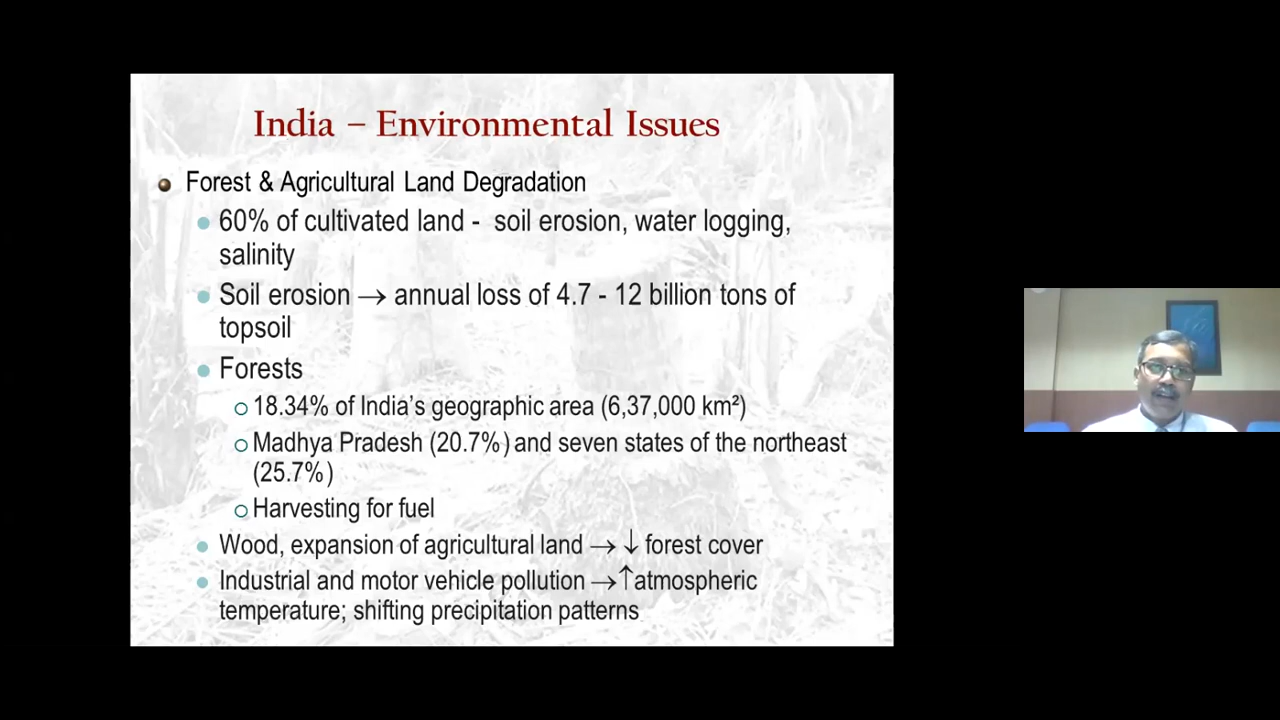 India – Environmental Issues
Forest & Agricultural Land Degradation
60% of cultivated land - soil erosion, water logging,
salinity
Soil erosion → annual loss of 4.7 - 12 billion tons of
topsoil
Forests
18.34% of India's geographic area (6,37,000 km²)
Madhya Pradesh (20.7%) and seven states of the northeast
(25.7%)
Harvesting for fuel
Wood, expansion of agricultural land → ↓ forest cover
Industrial and motor vehicle pollution → ↑ atmospheric
temperature; shifting precipitation patterns